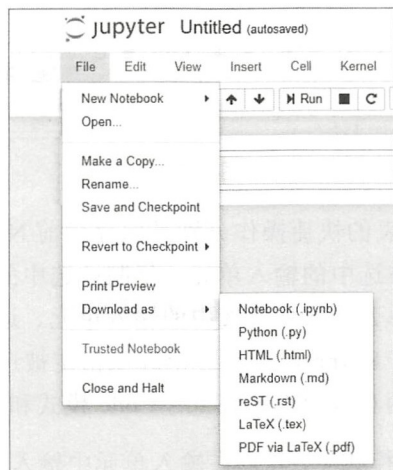 jupyter Untitled (autosaved)
File Edit View Insert Cell Kernel
New Notebook
Open...
Run
Make a Copy...
Rename...
Save and Checkpoint
Revert to Checkpoint
Print Preview
Download as
Notebook (.ipynb)
Python (.py)
Trusted Notebook
HTML (.html)
Markdown (.md)
Close and Halt
reST (.rst)
LaTeX (.tex)
PDF via LaTeX (.pdf)